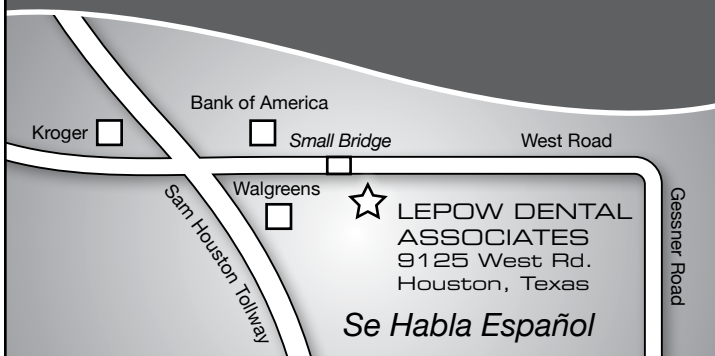 Bank of America
Kroger
Small Bridge
West Road
Walgreens
Sam Houston Tollway
Gessner Road
LEPOW DENTAL
ASSOCIATES
9125 West Rd.
Houston, Texas
Se Habla Español